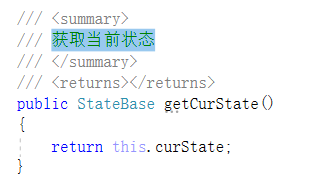 /// <summary>
/// 获取当前状态
/// </summary>
/// <returns></returns>
public StateBase getCurState()
{
    return this.curState;
}